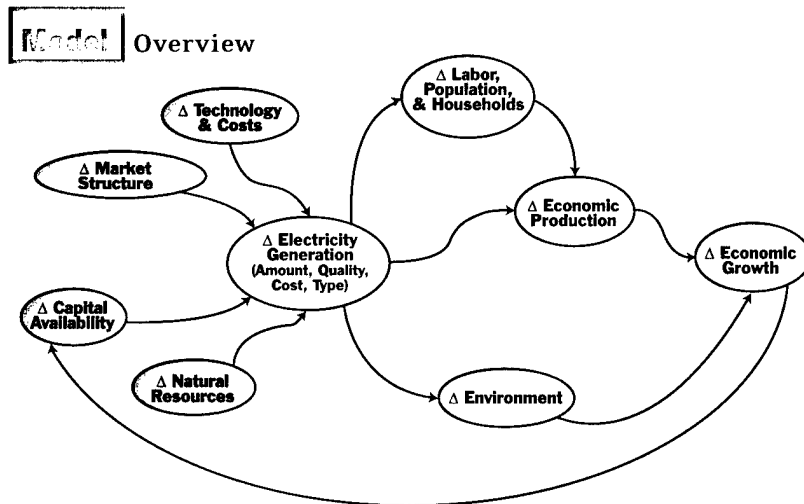 Model Overview
Δ Labor,
Population,
& Households
Δ Technology
& Costs
Δ Market
Structure
Δ Economic
Production
Δ Electricity
Generation
(Amount, Quality,
Cost, Type)
Δ Economic
Growth
Δ Capital
Availability
Δ Natural
Resources
Δ Environment